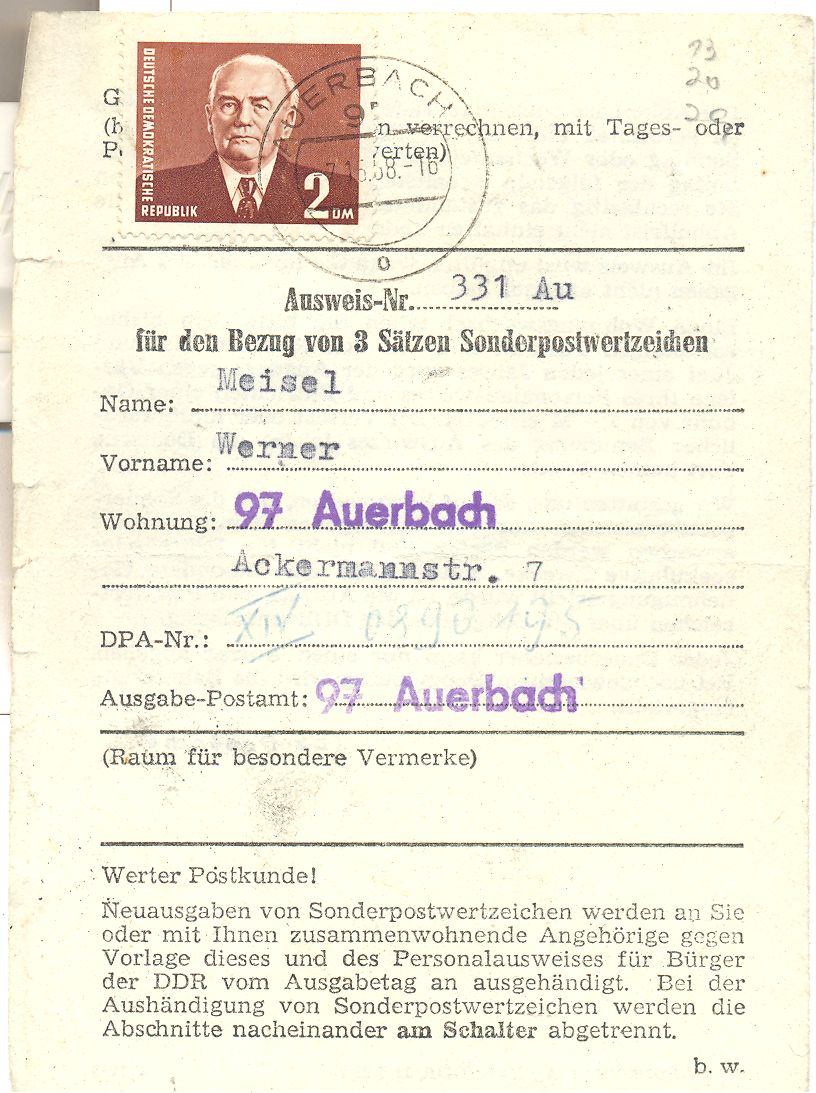 DEUTSCHE DEMOKRATISCHE
REPUBLIK
2 DM
AUERBACH
13
20
verrechnen, mit Tages- oder
werten)
Ausweis-Nr. 331 Au
für den Bezug von 3 Sätzen Sonderpostwertzeichen
Name: Meisel
Vorname: Werner
Wohnung: 97 Auerbach
Ackermannstr. 7
DPA-Nr.: XIV 0290495
Ausgabe-Postamt: 97 Auerbach
(Raum für besondere Vermerke)
Werter Postkunde!
Neuausgaben von Sonderpostwertzeichen werden an Sie
oder mit Ihnen zusammenwohnende Angehörige gegen
Vorlage dieses und des Personalausweises für Bürger
der DDR vom Ausgabetag an ausgehändigt. Bei der
Aushändigung von Sonderpostwertzeichen werden die
Abschnitte nacheinander am Schalter abgetrennt.
b. w.